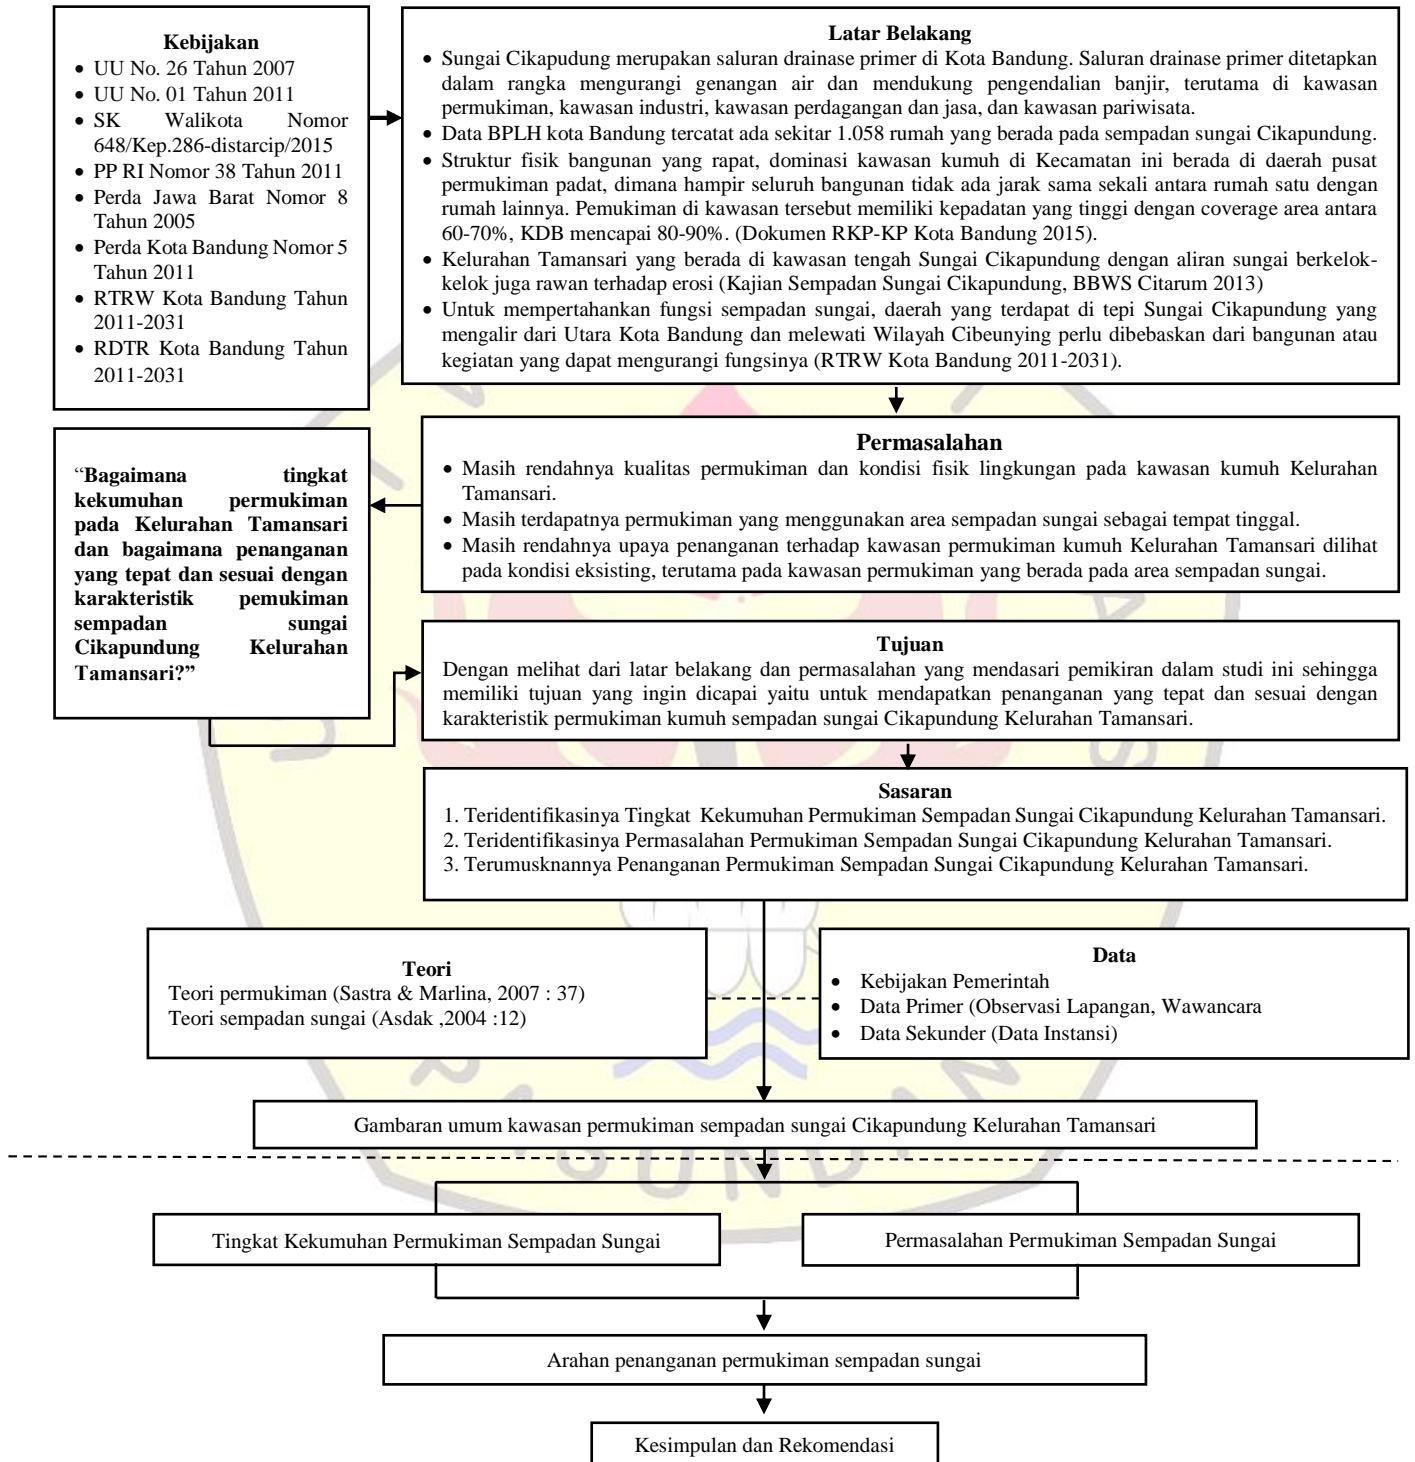 Kebijakan
• UU No. 26 Tahun 2007
• UU No. 01 Tahun 2011
• SK Walikota Nomor
648/Kep.286-distarcip/2015
• PP RI Nomor 38 Tahun 2011
• Perda Jawa Barat Nomor 8
Tahun 2005
• Perda Kota Bandung Nomor 5
Tahun 2011
• RTRW Kota Bandung Tahun
2011-2031
• RDTR Kota Bandung Tahun
2011-2031
Latar Belakang
• Sungai Cikapudung merupakan saluran drainase primer di Kota Bandung. Saluran drainase primer ditetapkan
dalam rangka mengurangi genangan air dan mendukung pengendalian banjir, terutama di kawasan
permukiman, kawasan industri, kawasan perdagangan dan jasa, dan kawasan pariwisata.
• Data BPLH kota Bandung tercatat ada sekitar 1.058 rumah yang berada pada sempadan sungai Cikapundung.
• Struktur fisik bangunan yang rapat, dominasi kawasan kumuh di Kecamatan ini berada di daerah pusat
permukiman padat, dimana hampir seluruh bangunan tidak ada jarak sama sekali antara rumah satu dengan
rumah lainnya. Pemukiman di kawasan tersebut memiliki kepadatan yang tinggi dengan coverage area antara
60-70%, KDB mencapai 80-90%. (Dokumen RKP-KP Kota Bandung 2015).
• Kelurahan Tamansari yang berada di kawasan tengah Sungai Cikapundung dengan aliran sungai berkelok-
kelok juga rawan terhadap erosi (Kajian Sempadan Sungai Cikapundung, BBWS Citarum 2013)
• Untuk mempertahankan fungsi sempadan sungai, daerah yang terdapat di tepi Sungai Cikapundung yang
mengalir dari Utara Kota Bandung dan melewati Wilayah Cibeunying perlu dibebaskan dari bangunan atau
kegiatan yang dapat mengurangi fungsinya (RTRW Kota Bandung 2011-2031).
Permasalahan
• Masih rendahnya kualitas permukiman dan kondisi fisik lingkungan pada kawasan kumuh Kelurahan
Tamansari.
• Masih terdapatnya permukiman yang menggunakan area sempadan sungai sebagai tempat tinggal.
• Masih rendahnya upaya penanganan terhadap kawasan permukiman kumuh Kelurahan Tamansari dilihat
pada kondisi eksisting, terutama pada kawasan permukiman yang berada pada area sempadan sungai.
“Bagaimana tingkat
kekumuhan permukiman
pada Kelurahan Tamansari
dan bagaimana penanganan
yang tepat dan sesuai dengan
karakteristik pemukiman
sempadan sungai
Cikapundung Kelurahan
Tamansari?”
Tujuan
Dengan melihat dari latar belakang dan permasalahan yang mendasari pemikiran dalam studi ini sehingga
memiliki tujuan yang ingin dicapai yaitu untuk mendapatkan penanganan yang tepat dan sesuai dengan
karakteristik permukiman kumuh sempadan sungai Cikapundung Kelurahan Tamansari.
Sasaran
1. Teridentifikasinya Tingkat Kekumuhan Permukiman Sempadan Sungai Cikapundung Kelurahan Tamansari.
2. Teridentifikasinya Permasalahan Permukiman Sempadan Sungai Cikapundung Kelurahan Tamansari.
3. Terumusknannya Penanganan Permukiman Sempadan Sungai Cikapundung Kelurahan Tamansari.
Teori
Teori permukiman (Sastra & Marlina, 2007 : 37)
Teori sempadan sungai (Asdak ,2004 :12)
Data
• Kebijakan Pemerintah
• Data Primer (Observasi Lapangan, Wawancara
• Data Sekunder (Data Instansi)
Gambaran umum kawasan permukiman sempadan sungai Cikapundung Kelurahan Tamansari
Tingkat Kekumuhan Permukiman Sempadan Sungai
Permasalahan Permukiman Sempadan Sungai
Arahan penanganan permukiman sempadan sungai
Kesimpulan dan Rekomendasi